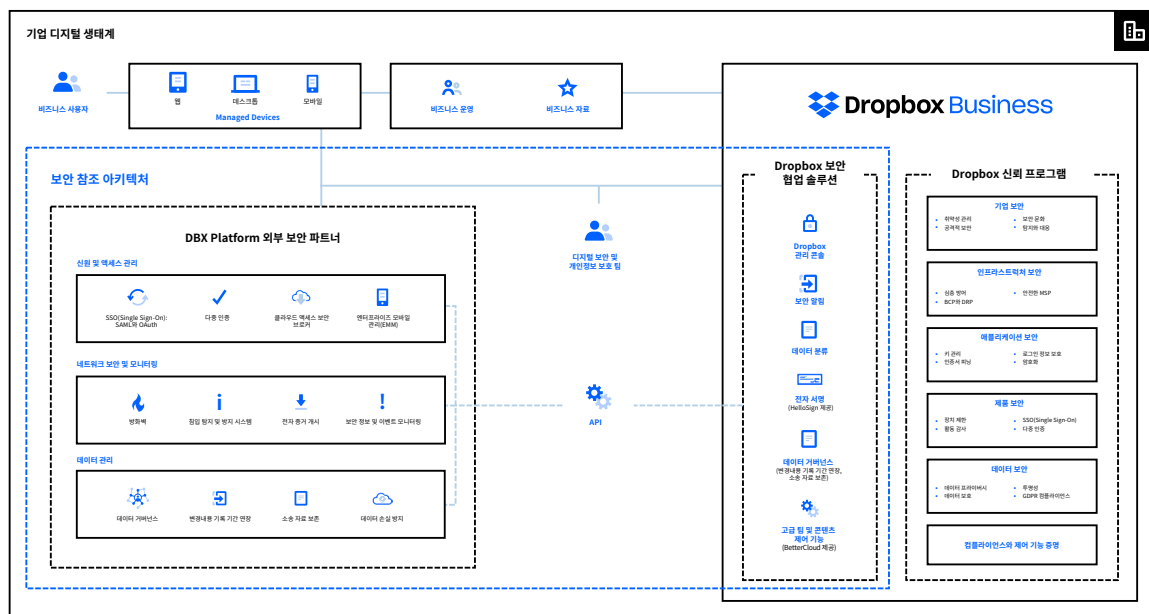 기업 디지털 생태계
비즈니스 사용자
웹
데스크톱
모바일
Managed Devices
비즈니스 운영
비즈니스 자료
Dropbox Business
보안 참조 아키텍처
DBX Platform 외부 보안 파트너
신원 및 액세스 관리
SSO(Single Sign-On):
SAML와 OAuth
다중 인증
클라우드 액세스 보안
브로커
엔터프라이즈 모바일
관리(EMM)
네트워크 보안 및 모니터링
방화벽
침입 탐지 및 방지 시스템
전자 증거 개시
보안 정보 및 이벤트 모니터링
데이터 관리
데이터 거버넌스
변경내용 기록 기간 연장
소송 자료 보존
데이터 손실 방지
디지털 보안 및
개인정보 보호 팀
API
Dropbox 보안
협업 솔루션
Dropbox
관리 콘솔
보안 알림
데이터 분류
전자 서명
(HelloSign 제공)
데이터 거버넌스
(변경내용 기록 기간 연장,
소송 자료 보존)
고급 팀 및 콘텐츠
제어 기능
(BetterCloud 제공)
Dropbox 신뢰 프로그램
기업 보안
• 취약성 관리
• 공격적 보안
• 보안 문화
• 탐지와 대응
인프라스트럭처 보안
• 심층 방어
• BCP와 DRP
• 안전한 MSP
애플리케이션 보안
• 키 관리
• 인증서 피닝
• 로그인 정보 보호
• 암호화
제품 보안
• 장치 제한
• 활동 감사
• SSO(Single Sign-On)
• 다중 인증
데이터 보안
• 데이터 프라이버시
• 데이터 보호
• 투명성
• GDPR 컴플라이언스
컴플라이언스와 제어 기능 증명